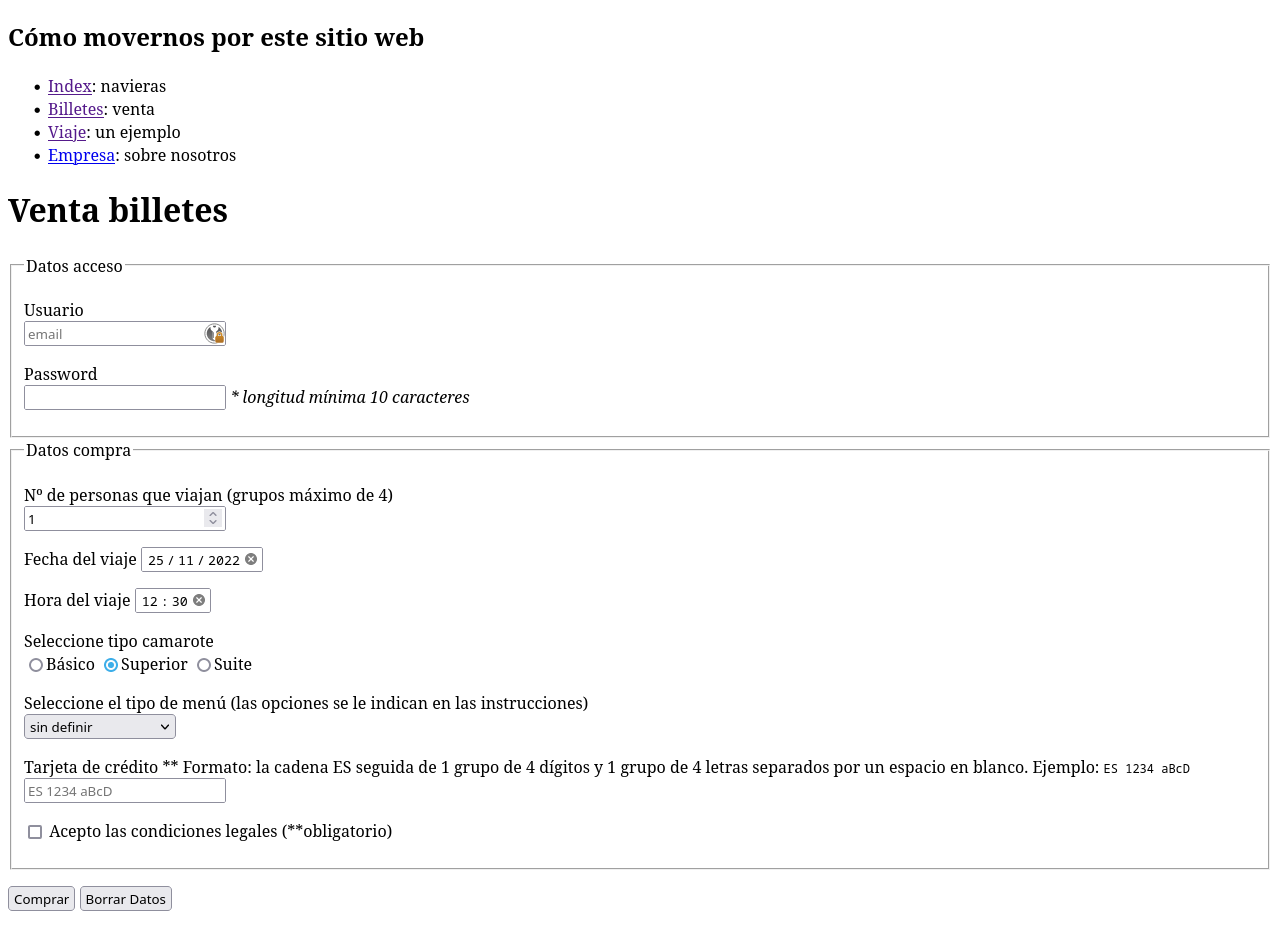 Cómo movernos por este sitio web
• Index: navieras
• Billetes: venta
• Viaje: un ejemplo
• Empresa: sobre nosotros
Venta billetes
Datos acceso
Usuario
email
Password
* longitud mínima 10 caracteres
Datos compra
Nº de personas que viajan (grupos máximo de 4)
1
Fecha del viaje 25 / 11 / 2022
Hora del viaje 12 : 30
Seleccione tipo camarote
Básico Superior Suite
Seleccione el tipo de menú (las opciones se le indican en las instrucciones)
sin definir
Tarjeta de crédito ** Formato: la cadena ES seguida de 1 grupo de 4 dígitos y 1 grupo de 4 letras separados por un espacio en blanco. Ejemplo: ES 1234 aBcD
ES 1234 aBcD
Acepto las condiciones legales (**obligatorio)
Comprar Borrar Datos